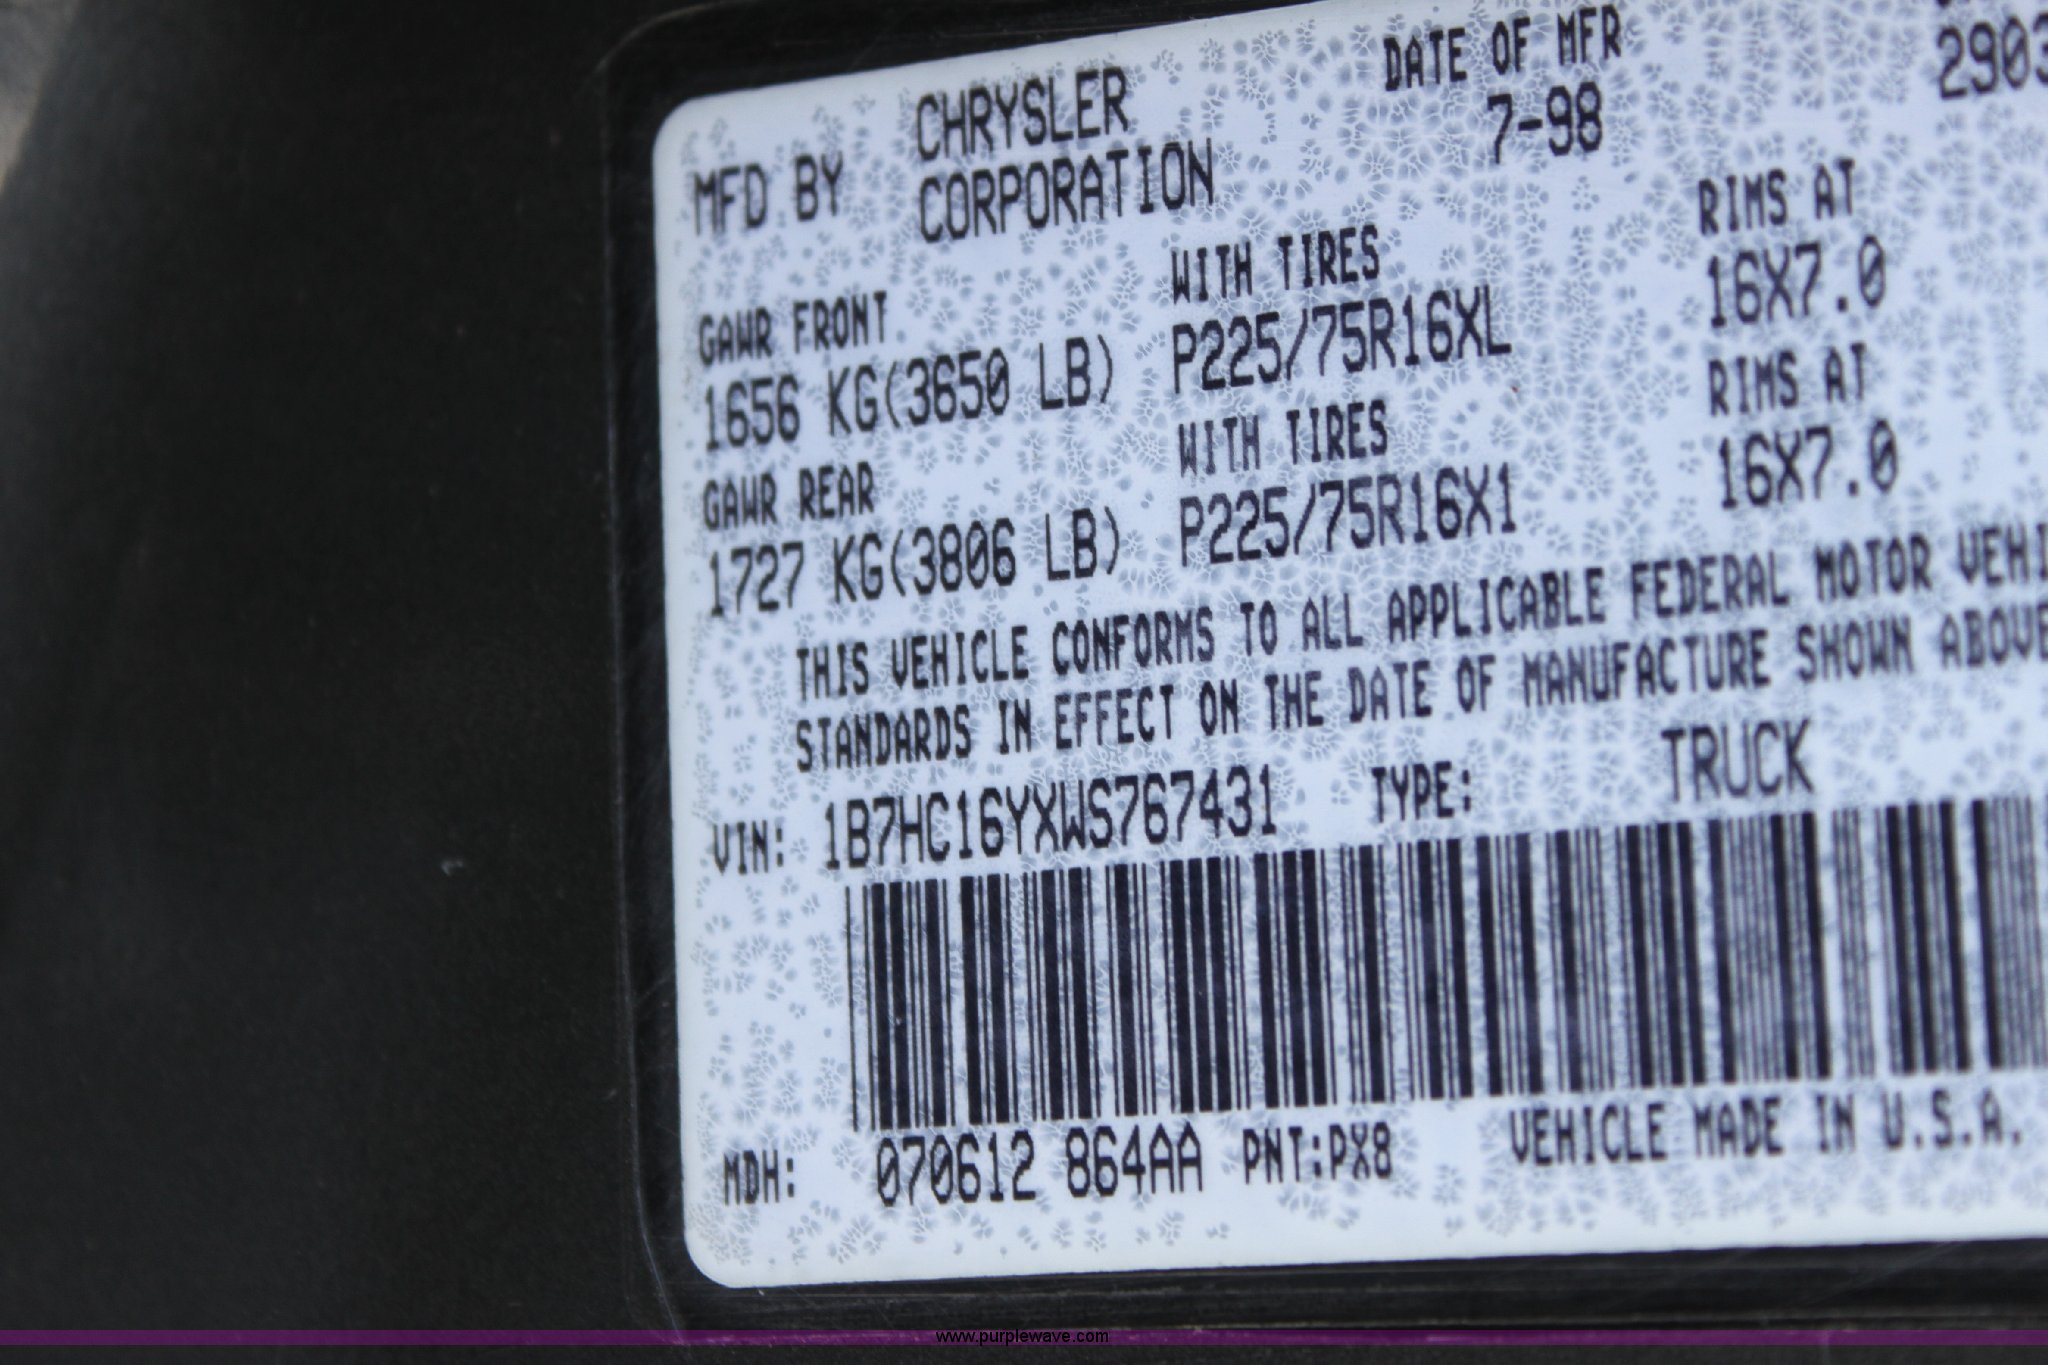 MFD BY CHRYSLER CORPORATION DATE OF MFR 7-98 2903
GAWR FRONT WITH TIRES RIMS AT
1656 KG(3650 LB) P225/75R16XL 16X7.0
GAWR REAR WITH TIRES RIMS AT
1727 KG(3806 LB) P225/75R16X1 16X7.0
THIS VEHICLE CONFORMS TO ALL APPLICABLE FEDERAL MOTOR VEHI
STANDARDS IN EFFECT ON THE DATE OF MANUFACTURE SHOWN ABOVE
VIN: 1B7HC16YXWS767431 TYPE: TRUCK
MDH: 070612 864AA PNT:PX8 VEHICLE MADE IN U.S.A.
www.purplewave.com